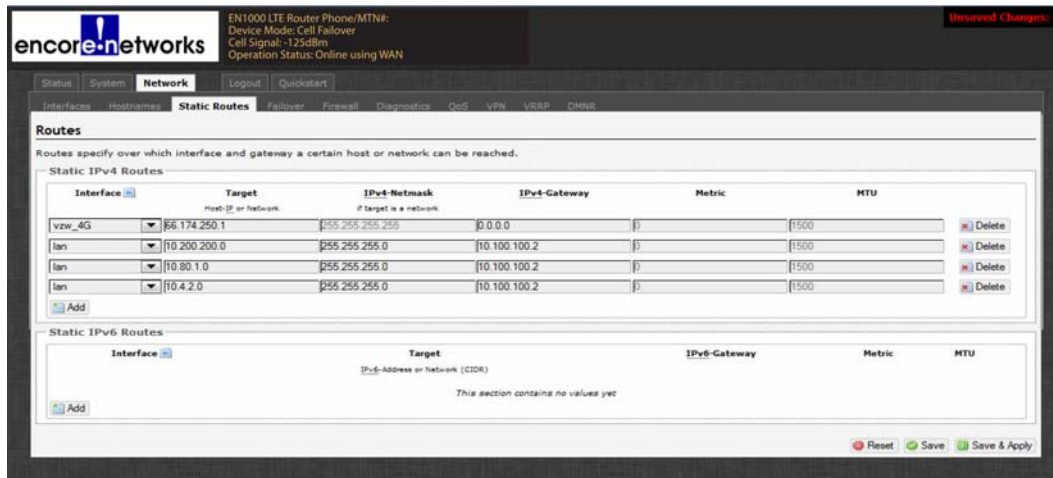 encore!networks
EN1000 LTE Router Phone/MTN#:
Device Mode: Cell Failover
Cell Signal: -125dBm
Operation Status: Online using WAN
Unsaved Changes:
Status System Network Logout Quickstart
Interfaces Hostnames Static Routes Failover Firewall Diagnostics QoS VPN VRRP DMNR
Routes
Routes specify over which interface and gateway a certain host or network can be reached.
Static IPv4 Routes
Interface Target IPv4-Netmask IPv4-Gateway Metric MTU
Host-IP or Network if target is a network
vzw_4G 66.174.250.1 255.255.255.255 0.0.0.0 0 1500 Delete
lan 10.200.200.0 255.255.255.0 10.100.100.2 0 1500 Delete
lan 10.80.1.0 255.255.255.0 10.100.100.2 0 1500 Delete
lan 10.4.2.0 255.255.255.0 10.100.100.2 0 1500 Delete
Add
Static IPv6 Routes
Interface Target IPv6-Gateway Metric MTU
IPv6-Address or Network (CIDR)
This section contains no values yet
Add
Reset Save Save & Apply